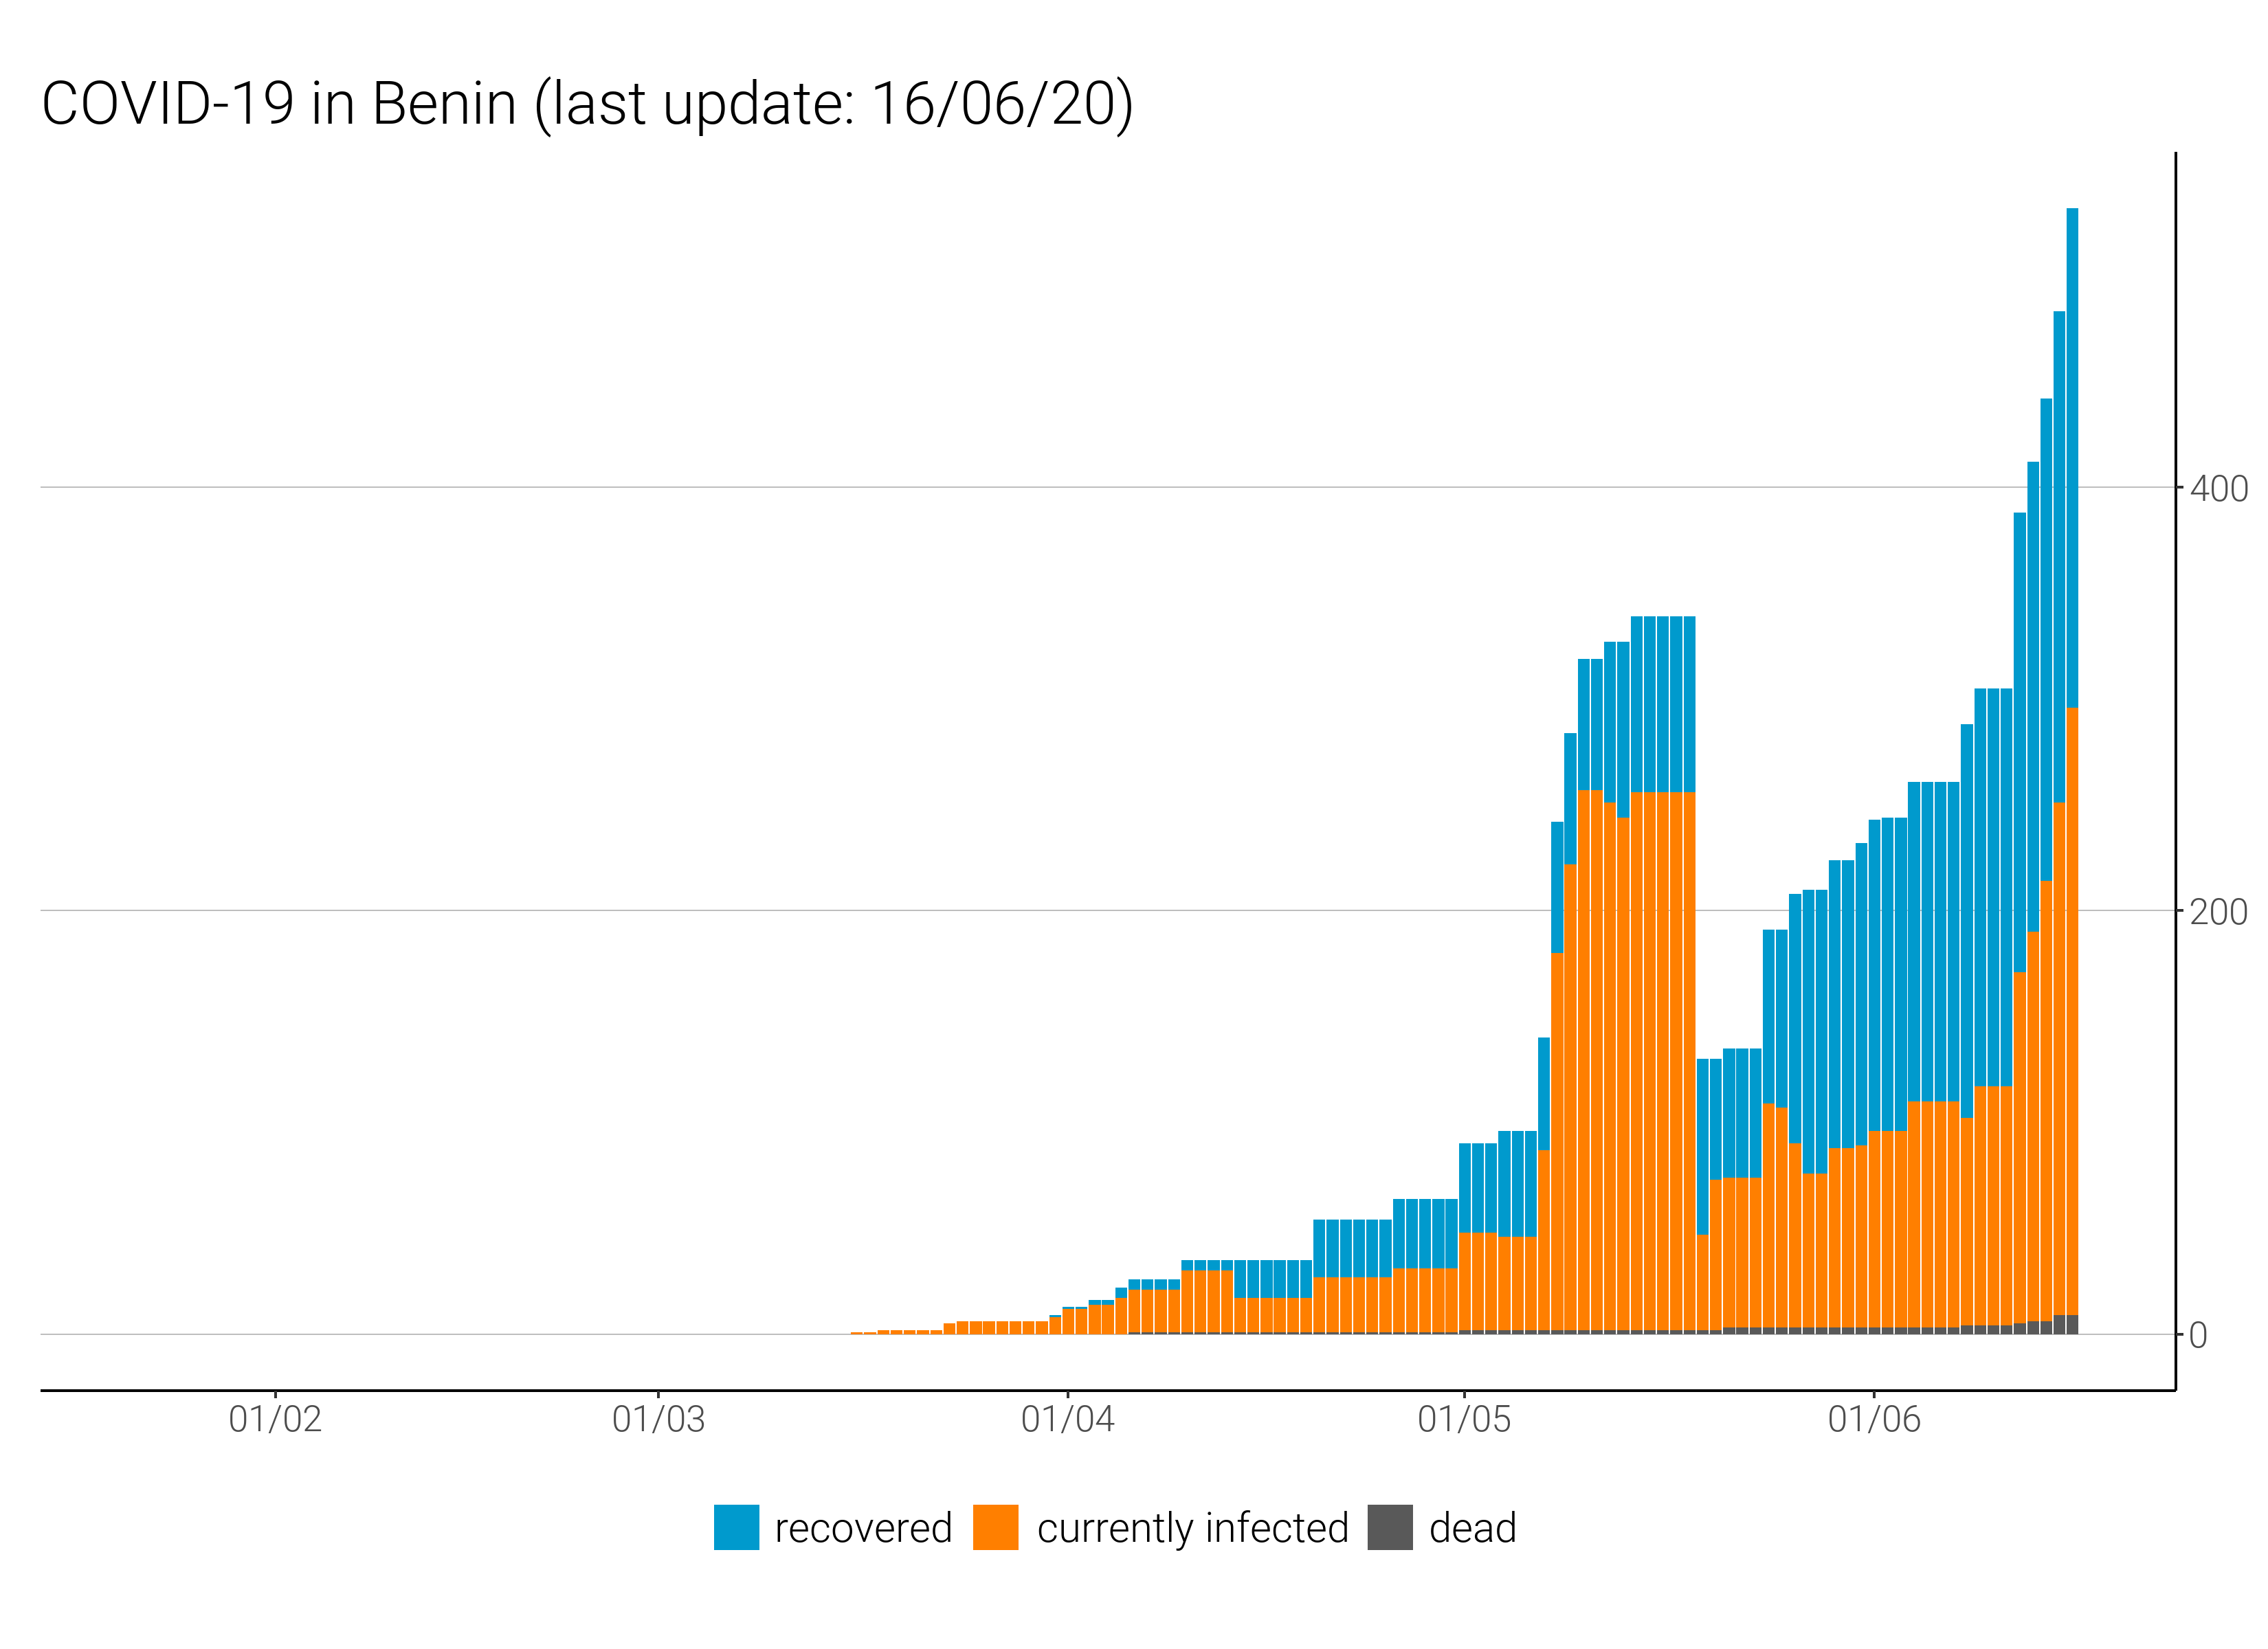 COVID-19 in Benin (last update: 16/06/20)
400
200
0
01/02 01/03 01/04 01/05 01/06
recovered currently infected dead